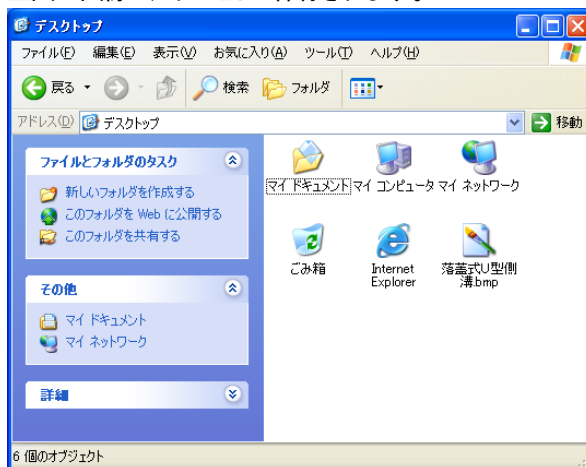 デスクトップ
ファイル(F) 編集(E) 表示(V) お気に入り(A) ツール(T) ヘルプ(H)
戻る 検索 フォルダ
アドレス(D) デスクトップ 移動
ファイルとフォルダのタスク
新しいフォルダを作成する
このフォルダを Web に公開する
このフォルダを共有する
その他
マイ ドキュメント
マイ ネットワーク
詳細
マイ ドキュメント マイ コンピュータ マイ ネットワーク
ごみ箱
Internet
Explorer
落蓋式U型側
溝.bmp
6 個のオブジェクト